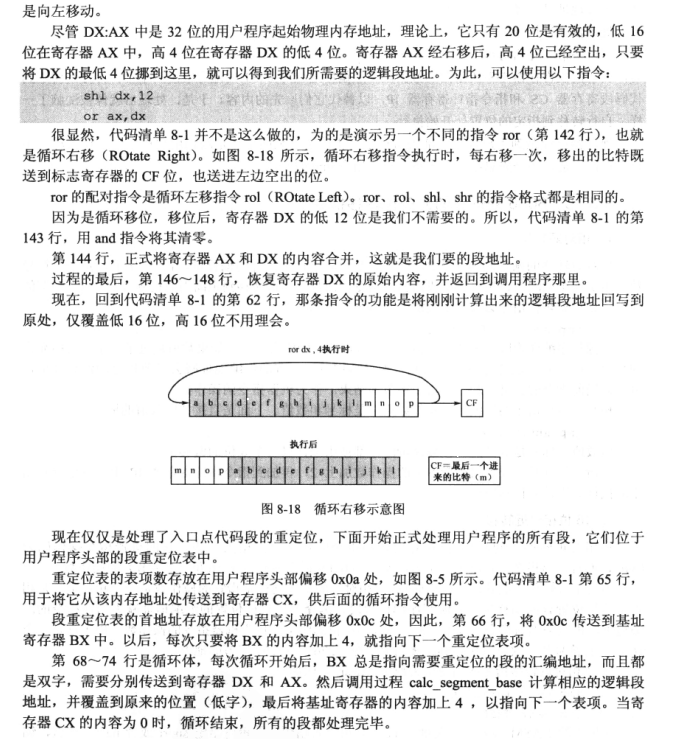 是向左移动。
尽管 DX:AX 中是 32 位的用户程序起始物理内存地址，理论上，它只有 20 位是有效的，低 16
位在寄存器 AX 中，高 4 位在寄存器 DX 的低 4 位。寄存器 AX 经右移后，高 4 位已经空出，只要
将 DX 的最低 4 位挪到这里，就可以得到我们所需要的逻辑段地址。为此，可以使用以下指令：
shl dx,12
or ax,dx
很显然，代码清单 8-1 并不是这么做的，为的是演示另一个不同的指令 ror（第 142 行），也就
是循环右移（ROtate Right）。如图 8-18 所示，循环右移指令执行时，每右移一次，移出的比特既
送到标志寄存器的 CF 位，也送进左边空出的位。
ror 的配对指令是循环左移指令 rol（ROtate Left）。ror、rol、shl、shr 的指令格式都是相同的。
因为是循环移位，移位后，寄存器 DX 的低 12 位是我们不需要的。所以，代码清单 8-1 的第
143 行，用 and 指令将其清零。
第 144 行，正式将寄存器 AX 和 DX 的内容合并，这就是我们要的段地址。
过程的最后，第 146～148 行，恢复寄存器 DX 的原始内容，并返回到调用程序那里。
现在，回到代码清单 8-1 的第 62 行，那条指令的功能是将刚刚计算出来的逻辑段地址回写到
原处，仅覆盖低 16 位，高 16 位不用理会。
ror dx , 4执行时
a b c d e f g h i j k l m n o p CF
执行后
m n o p a b c d e f g h i j k l
CF＝最后一个进
来的比特（m）
图 8-18 循环右移示意图
现在仅仅是处理了入口点代码段的重定位，下面开始正式处理用户程序的所有段，它们位于
用户程序头部的段重定位表中。
重定位表的表项数存放在用户程序头部偏移 0x0a 处，如图 8-5 所示。代码清单 8-1 第 65 行，
用于将它从该内存地址处传送到寄存器 CX，供后面的循环指令使用。
段重定位表的首地址存放在用户程序头部偏移 0x0c 处，因此，第 66 行，将 0x0c 传送到基址
寄存器 BX 中。以后，每次只要将 BX 的内容加上 4，就指向下一个重定位表项。
第 68～74 行是循环体，每次循环开始后，BX 总是指向需要重定位的段的汇编地址，而且都
是双字，需要分别传送到寄存器 DX 和 AX。然后调用过程 calc_segment_base 计算相应的逻辑段
地址，并覆盖到原来的位置（低字），最后将基址寄存器的内容加上 4 ，以指向下一个表项。当寄
存器 CX 的内容为 0 时，循环结束，所有的段都处理完毕。